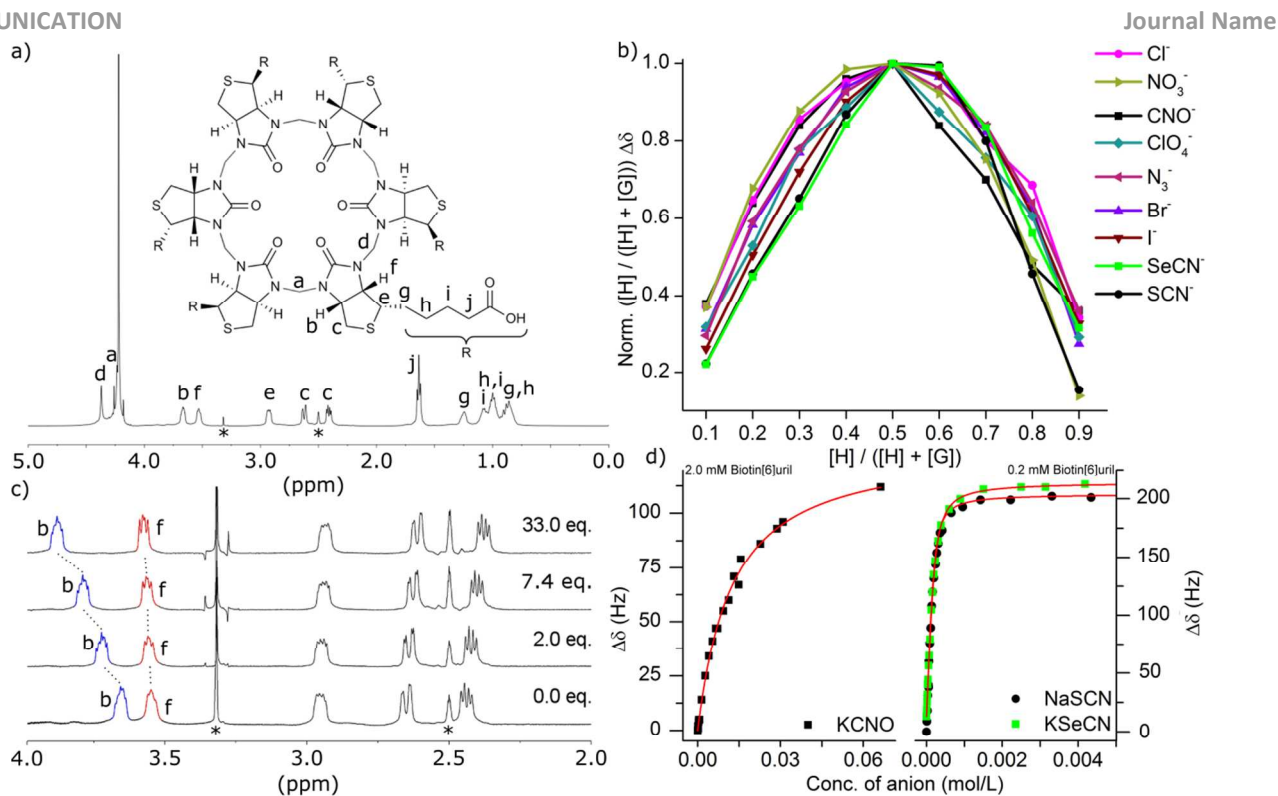 UNICATION
Journal Name
a)
S R R S
R S S R
H H H H
N N N N
O O
H H
N N
S O O S
N N
R H H R
O O d
N N N N
a f
H H H H
R e g i
h j O
S b c S h OH
R
a
d
b f e c c j g i h,i g,h
* *
5.0 4.0 3.0 2.0 1.0 0.0
(ppm)
b)
Norm. ([H] / ([H] + [G])) Δδ
1.0
0.8
0.6
0.4
0.2
0.1 0.2 0.3 0.4 0.5 0.6 0.7 0.8 0.9
[H] / ([H] + [G])
Cl⁻
NO₃⁻
CNO⁻
ClO₄⁻
N₃⁻
Br⁻
I⁻
SeCN⁻
SCN⁻
c)
b f 33.0 eq.
b f 7.4 eq.
b f 2.0 eq.
b f 0.0 eq.
* *
4.0 3.5 3.0 2.5 2.0
(ppm)
d)
2.0 mM Biotin[6]uril
Δδ (Hz)
100
75
50
25
0
KCNO
0.00 0.03 0.06
0.2 mM Biotin[6]uril
200
150
100
50
0
Δδ (Hz)
NaSCN
KSeCN
0.000 0.002 0.004
Conc. of anion (mol/L)